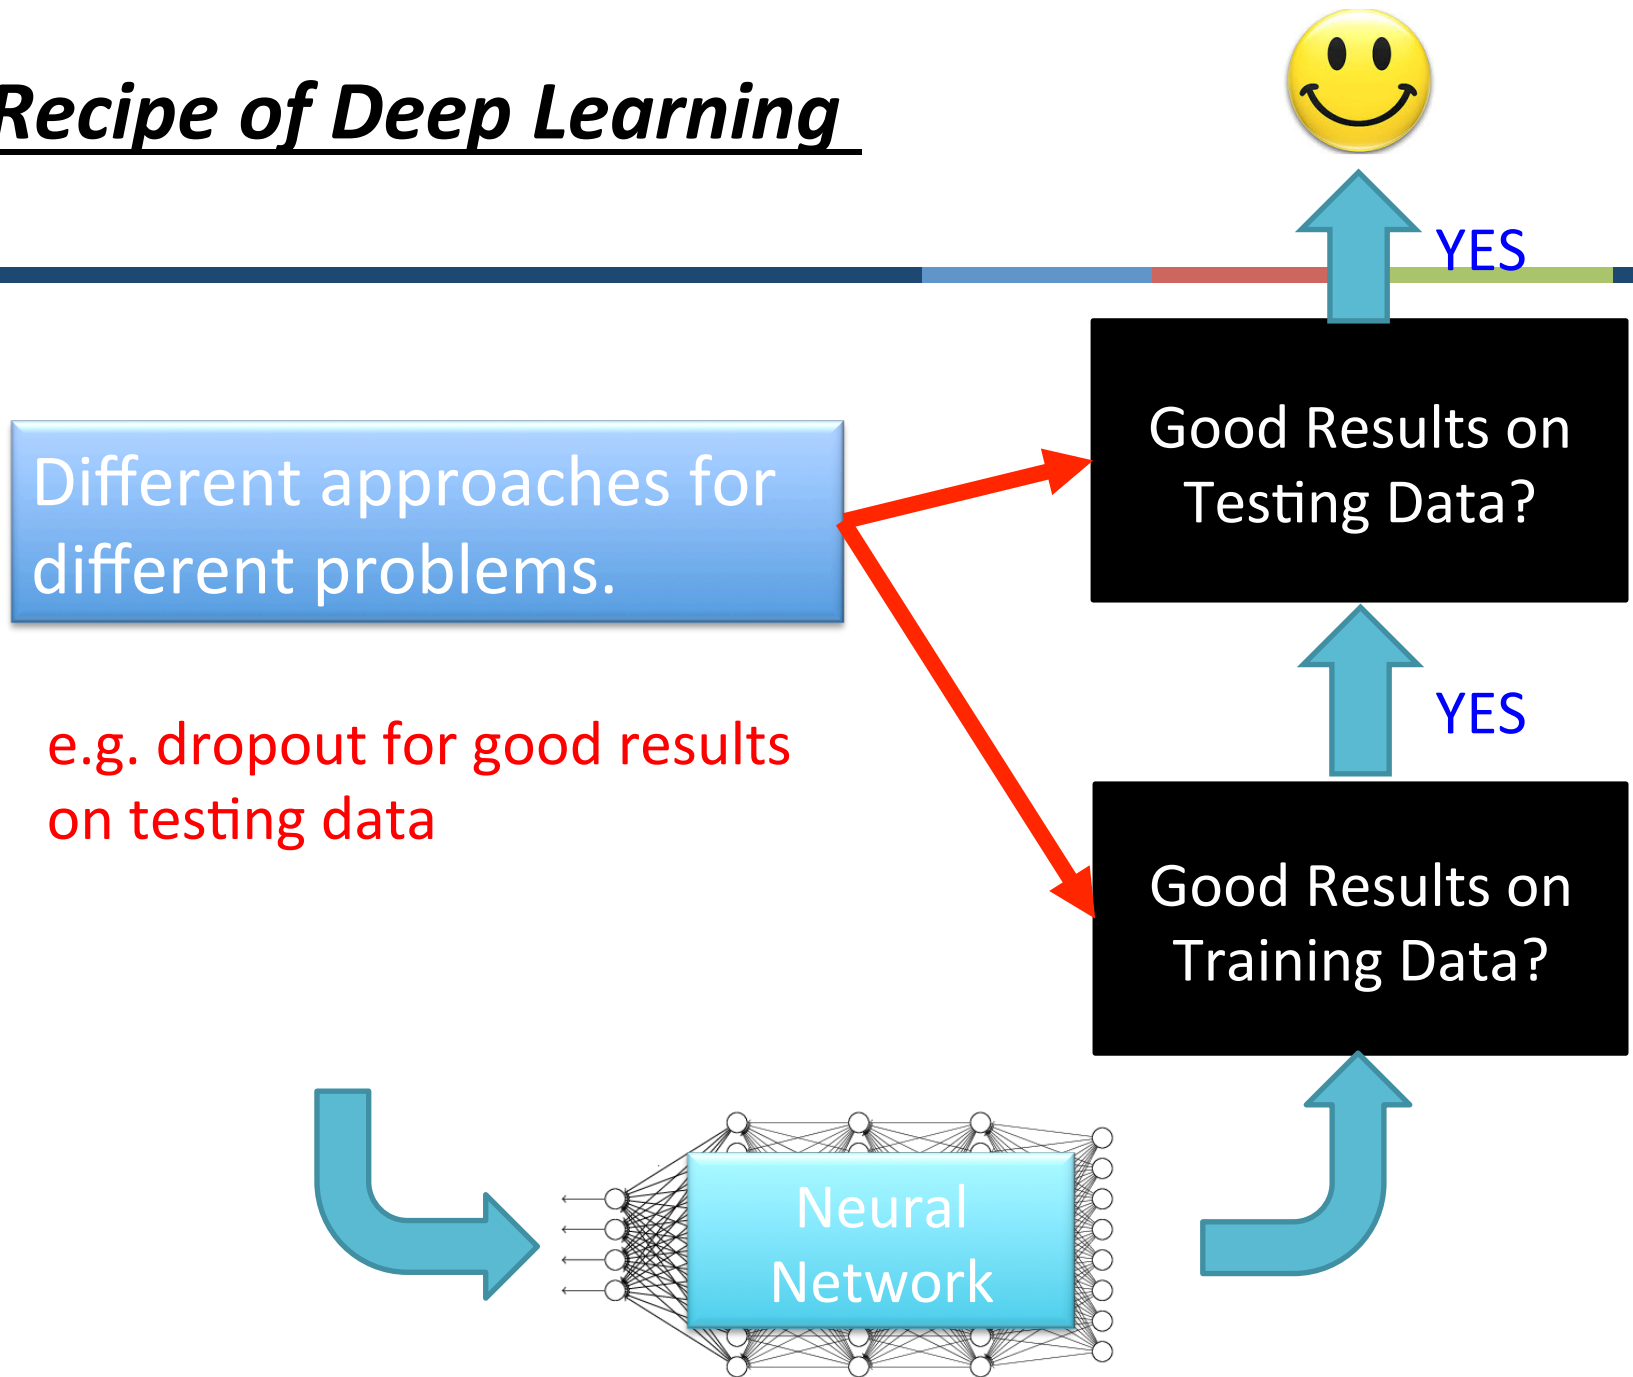 Recipe of Deep Learning
YES
Good Results on
Testing Data?
Different approaches for
different problems.
YES
e.g. dropout for good results
on testing data
Good Results on
Training Data?
Neural
Network